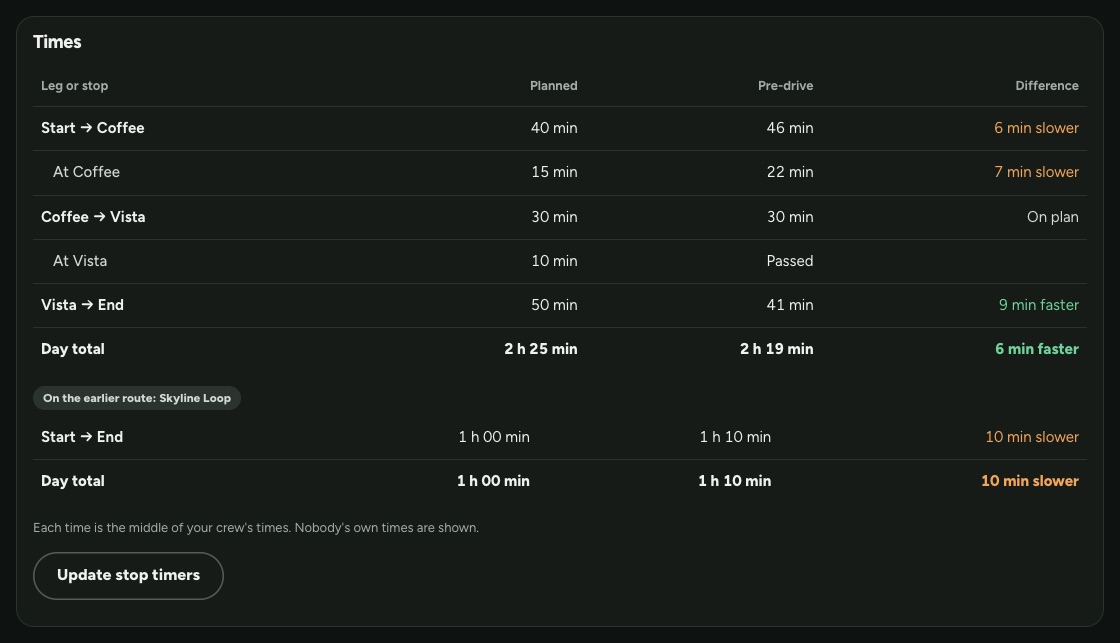 Times
Leg or stop Planned Pre-drive Difference
Start → Coffee 40 min 46 min 6 min slower
At Coffee 15 min 22 min 7 min slower
Coffee → Vista 30 min 30 min On plan
At Vista 10 min Passed
Vista → End 50 min 41 min 9 min faster
Day total 2 h 25 min 2 h 19 min 6 min faster
On the earlier route: Skyline Loop
Start → End 1 h 00 min 1 h 10 min 10 min slower
Day total 1 h 00 min 1 h 10 min 10 min slower
Each time is the middle of your crew's times. Nobody's own times are shown.
Update stop timers